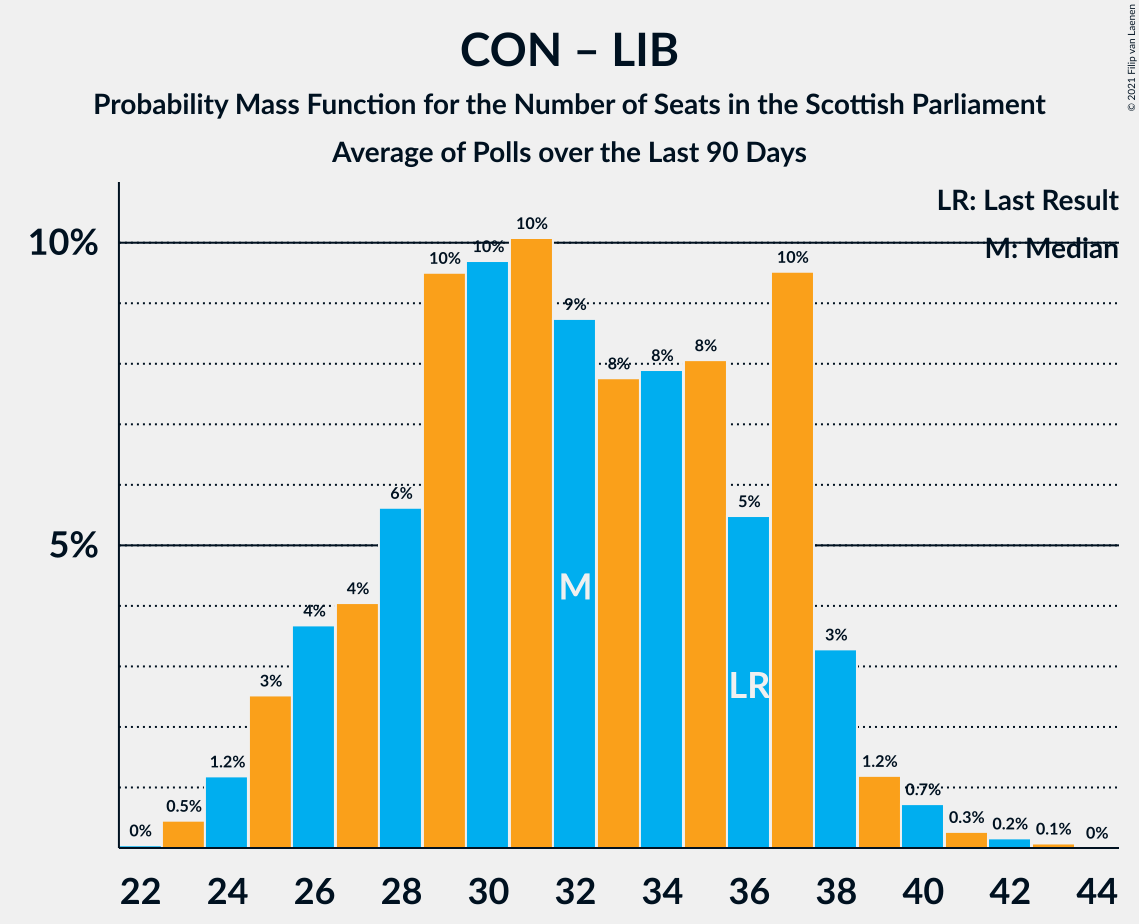 CON – LIB
Probability Mass Function for the Number of Seats in the Scottish Parliament
Average of Polls over the Last 90 Days
© 2021 Filip van Laenen
LR: Last Result
M: Median
10%
5%
0%
0.5%
1.2%
3%
4%
4%
6%
10%
10%
10%
9%
8%
8%
8%
5%
10%
3%
1.2%
0.7%
0.3%
0.2%
0.1%
0%
M
LR
22 24 26 28 30 32 34 36 38 40 42 44